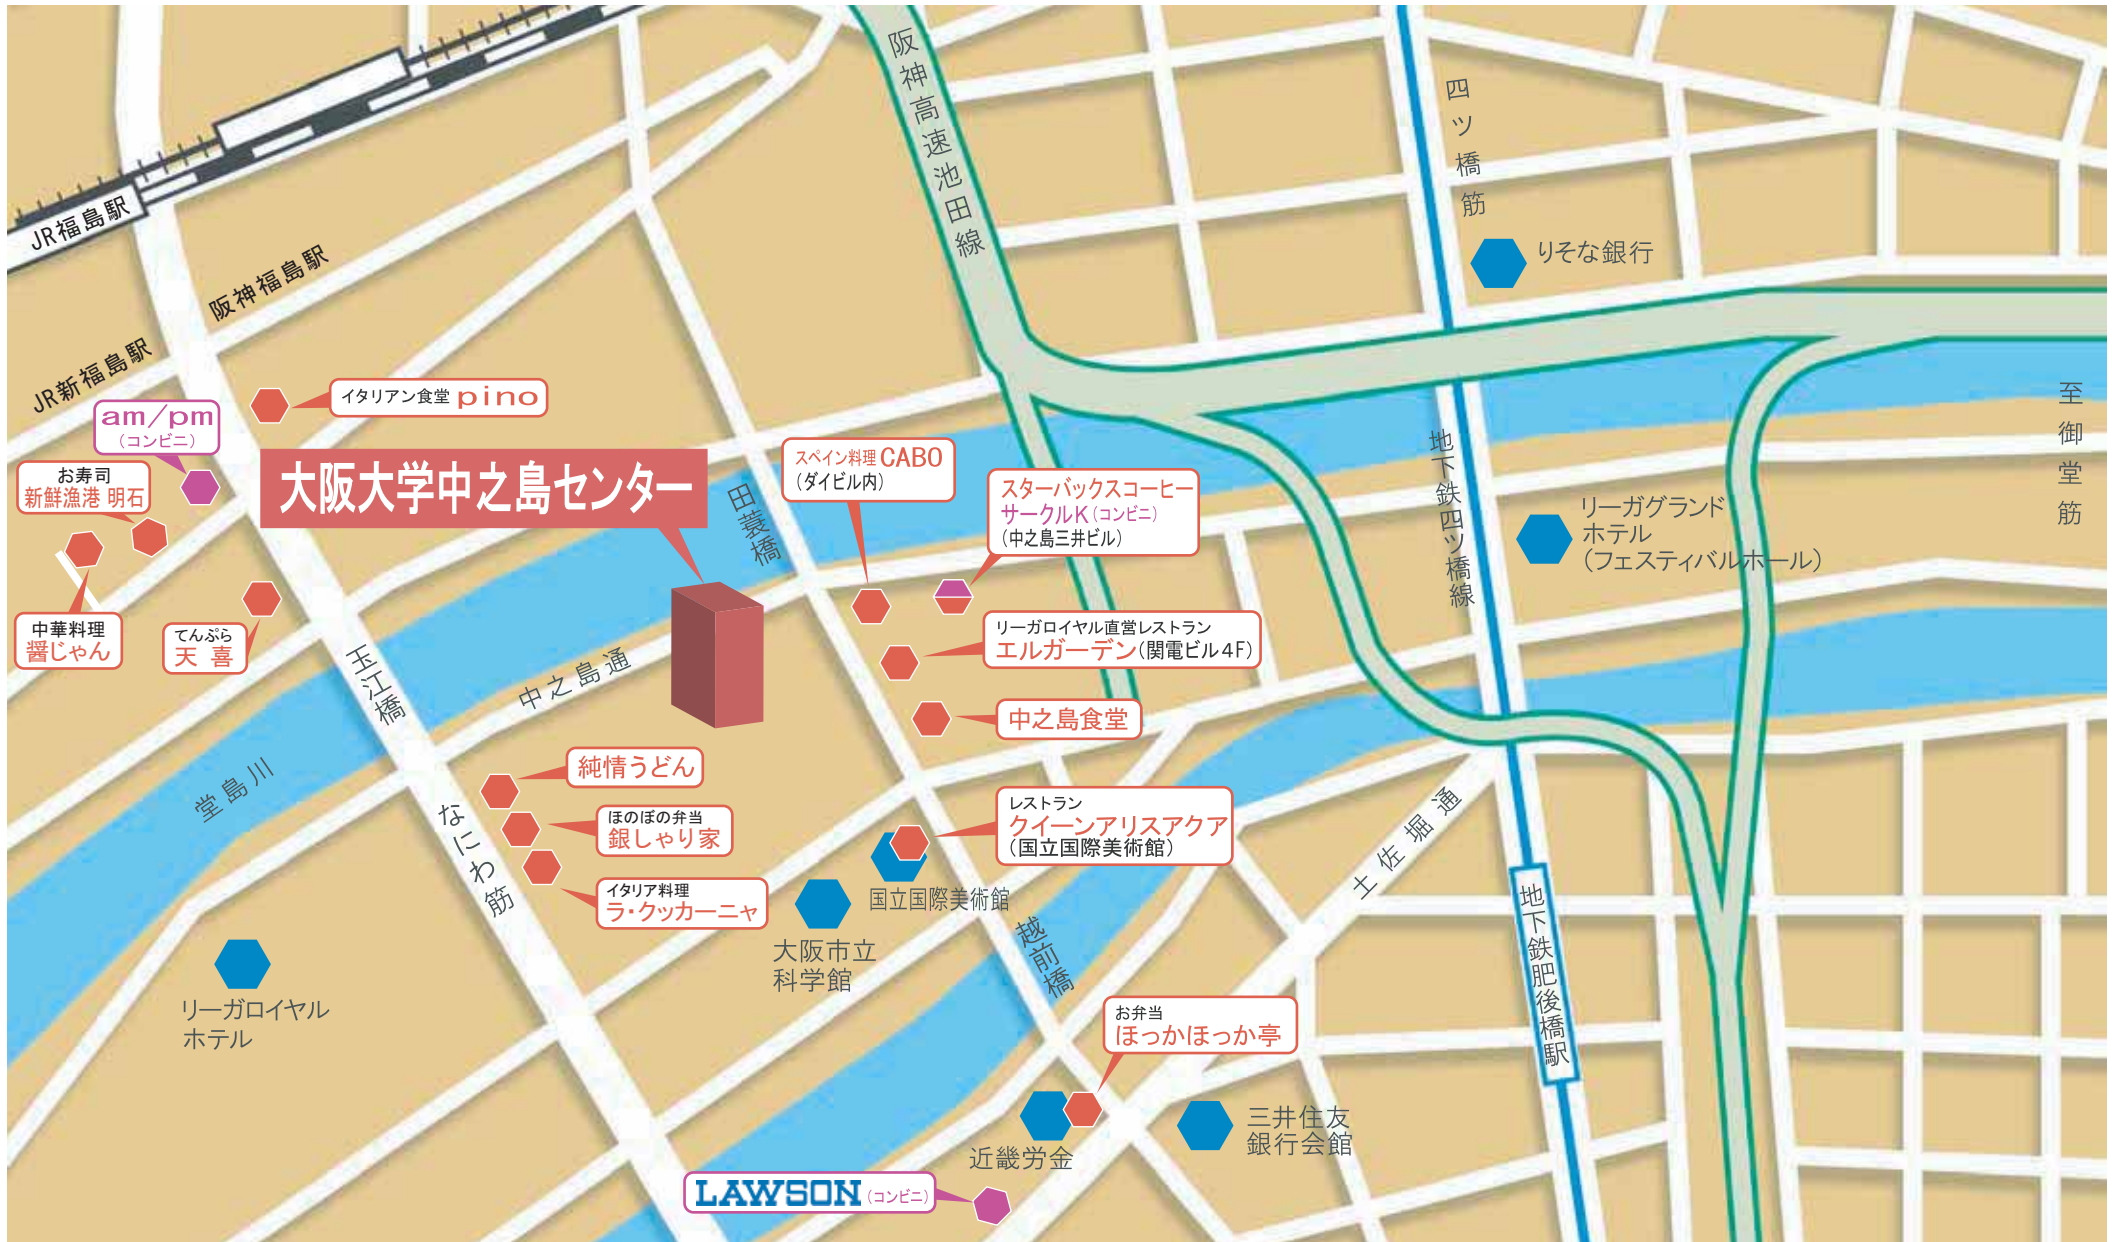 阪神高速池田線
四ツ橋筋
JR福島駅
阪神福島駅
りそな銀行
JR新福島駅
イタリアン食堂 pino
am/pm
(コンビニ)
お寿司
新鮮漁港 明石
大阪大学中之島センター
田蓑橋
スペイン料理 CABO
(ダイビル内)
スターバックスコーヒー
サークルK(コンビニ)
(中之島三井ビル)
地下鉄四ツ橋線
リーガグランド
ホテル
(フェスティバルホール)
至御堂筋
中華料理
醤じゃん
てんぷら
天喜
玉江橋
中之島通
リーガロイヤル直営レストラン
エルガーデン(関電ビル4F)
中之島食堂
堂島川
なにわ筋
純情うどん
ほのぼの弁当
銀しゃり家
イタリア料理
ラ・クッカーニャ
レストラン
クイーンアリスアクア
(国立国際美術館)
国立国際美術館
大阪市立
科学館
越前橋
土佐堀通
地下鉄肥後橋駅
リーガロイヤル
ホテル
お弁当
ほっかほっか亭
近畿労金
三井住友
銀行会館
LAWSON(コンビニ)